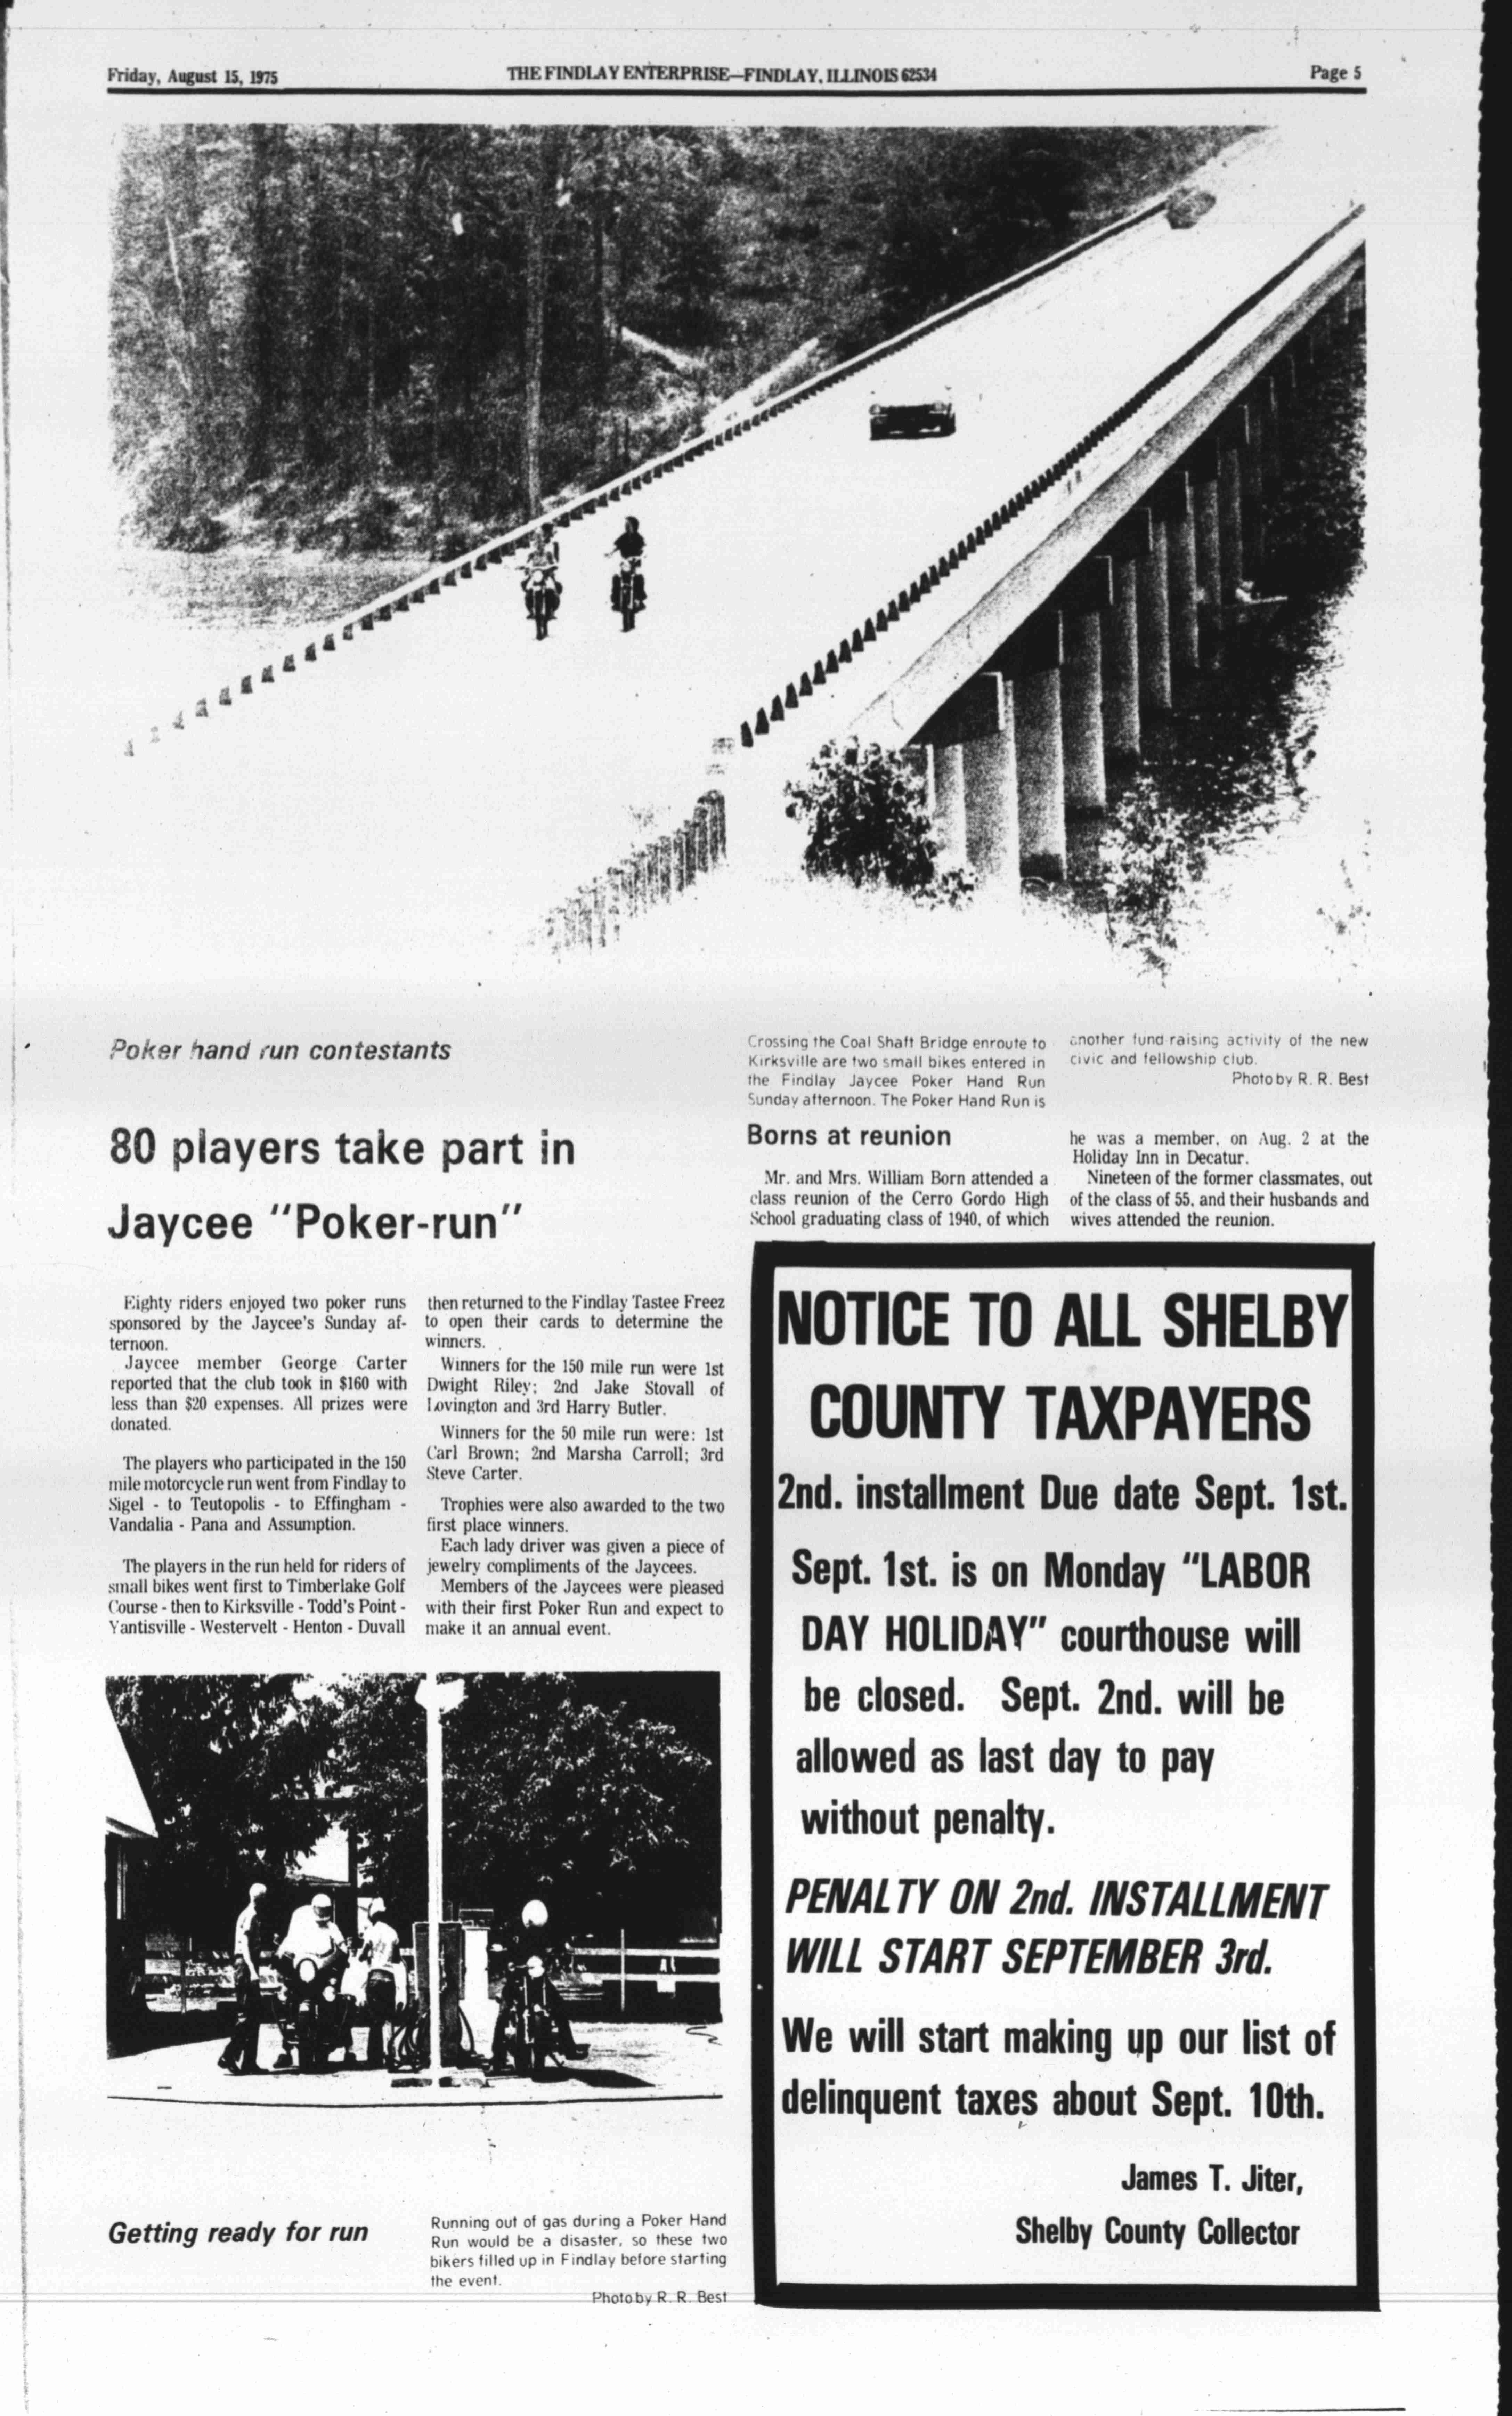 Friday, August 15, 1975
THE FINDLAY ENTERPRISE—FINDLAY, ILLINOIS 62534
Page 5
Poker hand run contestants
Crossing the Coal Shaft Bridge enroute to
Kirksville are two small bikes entered in
the Findlay Jaycee Poker Hand Run
Sunday afternoon. The Poker Hand Run is
another fund raising activity of the new
civic and fellowship club.
Photo by R. R. Best
80 players take part in
Jaycee "Poker-run"
Eighty riders enjoyed two poker runs
sponsored by the Jaycee's Sunday af-
ternoon.
Jaycee member George Carter
reported that the club took in $160 with
less than $20 expenses. All prizes were
donated.
The players who participated in the 150
mile motorcycle run went from Findlay to
Sigel - to Teutopolis - to Effingham -
Vandalia - Pana and Assumption.
The players in the run held for riders of
small bikes went first to Timberlake Golf
Course - then to Kirksville - Todd's Point -
Yantisville - Westervelt - Henton - Duvall
then returned to the Findlay Tastee Freez
to open their cards to determine the
winners.
Winners for the 150 mile run were 1st
Dwight Riley; 2nd Jake Stovall of
Lovington and 3rd Harry Butler.
Winners for the 50 mile run were: 1st
Carl Brown; 2nd Marsha Carroll; 3rd
Steve Carter.
Trophies were also awarded to the two
first place winners.
Each lady driver was given a piece of
jewelry compliments of the Jaycees.
Members of the Jaycees were pleased
with their first Poker Run and expect to
make it an annual event.
Borns at reunion
Mr. and Mrs. William Born attended a
class reunion of the Cerro Gordo High
School graduating class of 1940, of which
he was a member, on Aug. 2 at the
Holiday Inn in Decatur.
Nineteen of the former classmates, out
of the class of 55, and their husbands and
wives attended the reunion.
NOTICE TO ALL SHELBY
COUNTY TAXPAYERS
2nd. installment Due date Sept. 1st.
Sept. 1st. is on Monday "LABOR
DAY HOLIDAY" courthouse will
be closed. Sept. 2nd. will be
allowed as last day to pay
without penalty.
PENALTY ON 2nd. INSTALLMENT
WILL START SEPTEMBER 3rd.
We will start making up our list of
delinquent taxes about Sept. 10th.
James T. Jiter,
Shelby County Collector
Getting ready for run
Running out of gas during a Poker Hand
Run would be a disaster, so these two
bikers filled up in Findlay before starting
the event.
Photo by R. R. Best